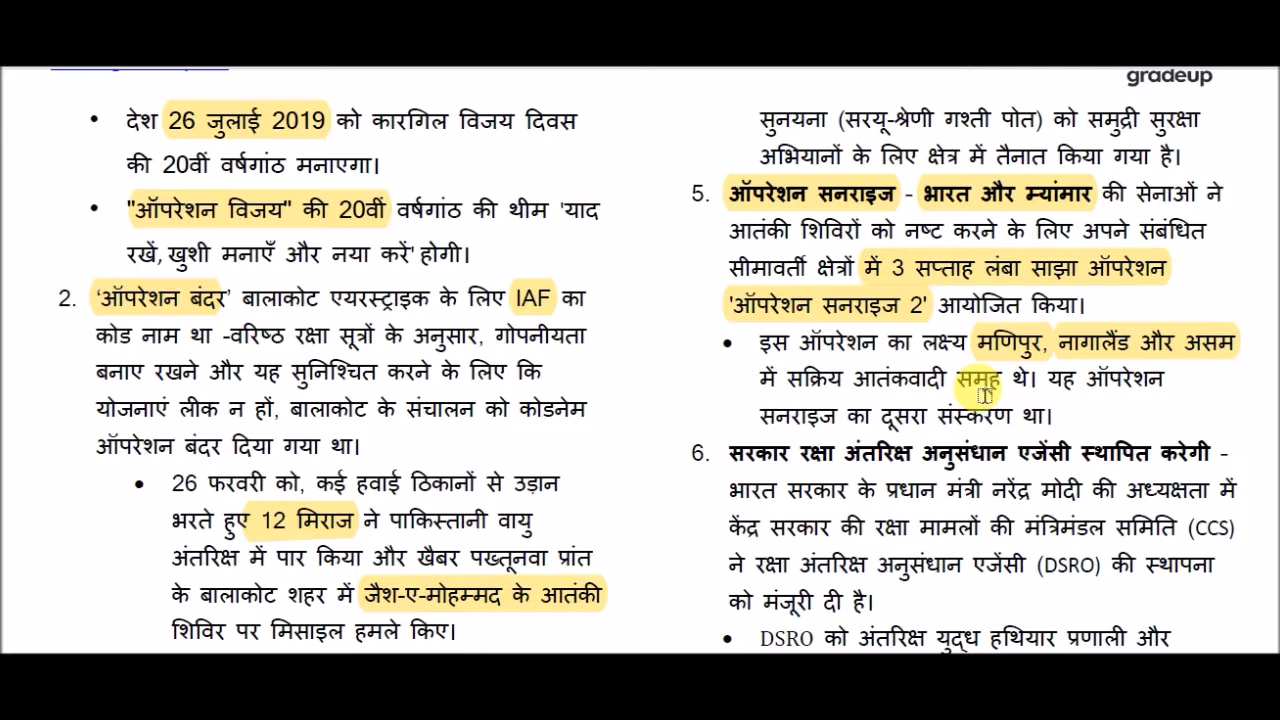 gradeup
• देश 26 जुलाई 2019 को कारगिल विजय दिवस
की 20वीं वर्षगांठ मनाएगा।
• "ऑपरेशन विजय" की 20वीं वर्षगांठ की थीम 'याद
रखें, खुशी मनाएँ और नया करें' होगी।
2. ‘ऑपरेशन बंदर’ बालाकोट एयरस्ट्राइक के लिए IAF का
कोड नाम था -वरिष्ठ रक्षा सूत्रों के अनुसार, गोपनीयता
बनाए रखने और यह सुनिश्चित करने के लिए कि
योजनाएं लीक न हों, बालाकोट के संचालन को कोडनेम
ऑपरेशन बंदर दिया गया था।
• 26 फरवरी को, कई हवाई ठिकानों से उड़ान
भरते हुए 12 मिराज ने पाकिस्तानी वायु
अंतरिक्ष में पार किया और खैबर पख्तूनवा प्रांत
के बालाकोट शहर में जैश-ए-मोहम्मद के आतंकी
शिविर पर मिसाइल हमले किए।
सुनयना (सरयू-श्रेणी गश्ती पोत) को समुद्री सुरक्षा
अभियानों के लिए क्षेत्र में तैनात किया गया है।
5. ऑपरेशन सनराइज - भारत और म्यांमार की सेनाओं ने
आतंकी शिविरों को नष्ट करने के लिए अपने संबंधित
सीमावर्ती क्षेत्रों में 3 सप्ताह लंबा साझा ऑपरेशन
'ऑपरेशन सनराइज 2' आयोजित किया।
• इस ऑपरेशन का लक्ष्य मणिपुर, नागालैंड और असम
में सक्रिय आतंकवादी समूह थे। यह ऑपरेशन
सनराइज का दूसरा संस्करण था।
6. सरकार रक्षा अंतरिक्ष अनुसंधान एजेंसी स्थापित करेगी -
भारत सरकार के प्रधान मंत्री नरेंद्र मोदी की अध्यक्षता में
केंद्र सरकार की रक्षा मामलों की मंत्रिमंडल समिति (CCS)
ने रक्षा अंतरिक्ष अनुसंधान एजेंसी (DSRO) की स्थापना
को मंजूरी दी है।
• DSRO को अंतरिक्ष युद्ध हथियार प्रणाली और